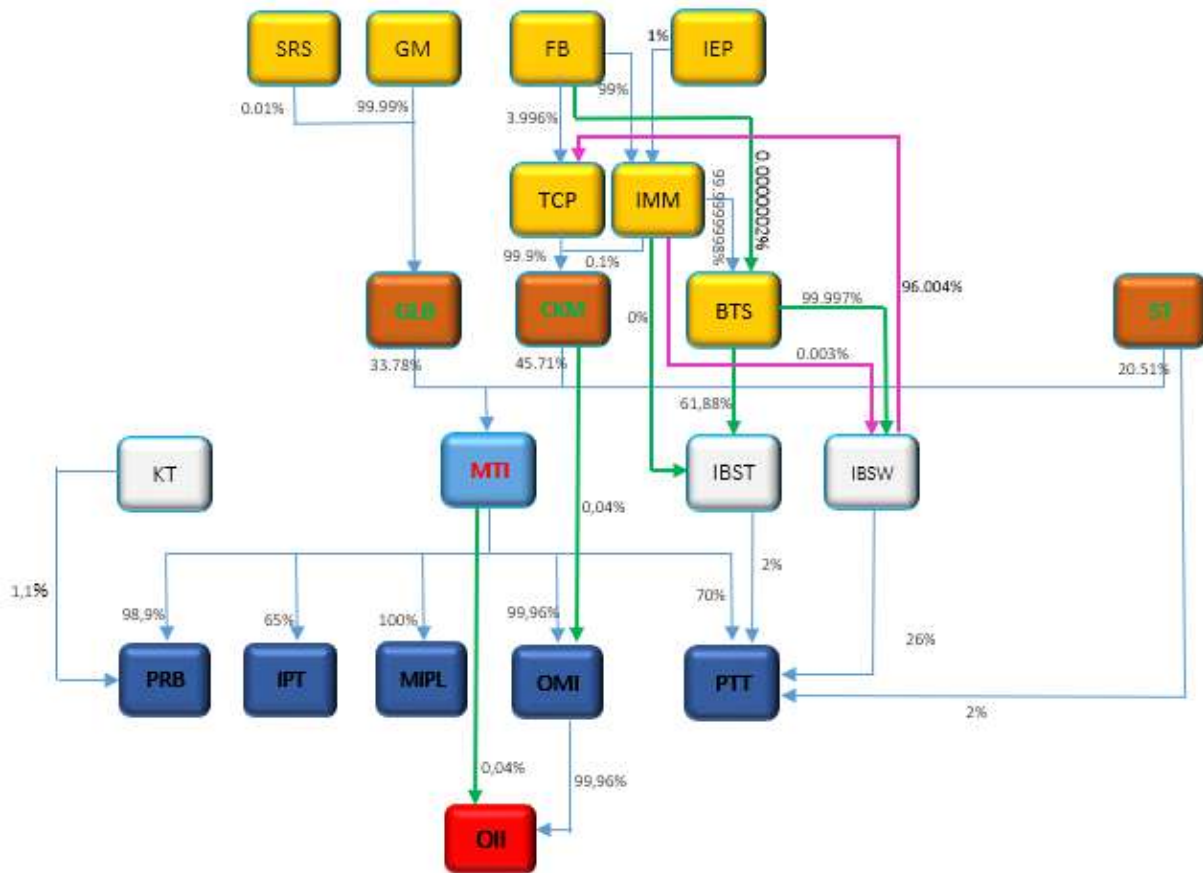 SRS
GM
FB
1%
IEP
0.01%
99.99%
3.996%
99%
TCP
IMM
99.99999998%
0.0000002%
99.9%
0.1%
GLB
CKM
0%
BTS
99.997%
96.004%
ST
33.78%
45.71%
0.003%
20.51%
61,88%
KT
MTI
IBST
IBSW
0,04%
2%
1,1%
98,9%
65%
100%
99,96%
70%
26%
PRB
IPT
MIPL
OMI
PTT
2%
0,04%
99,96%
OII